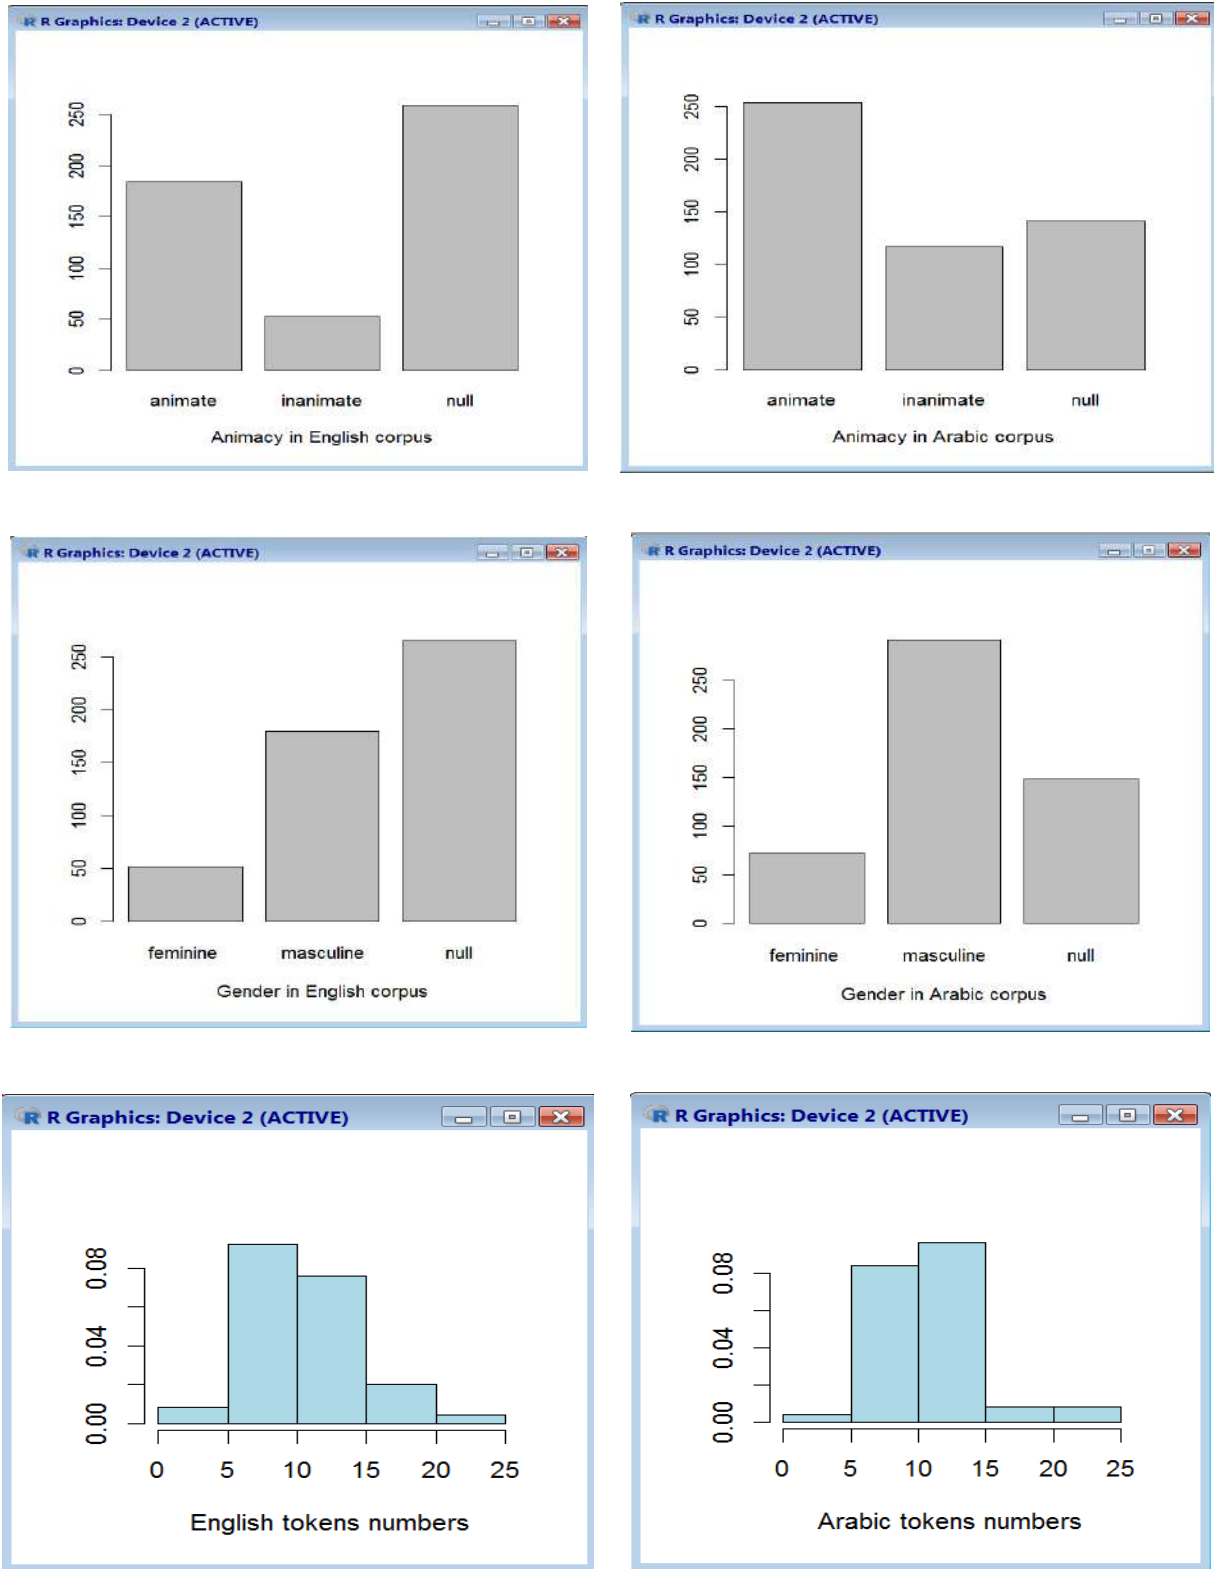 R Graphics: Device 2 (ACTIVE)
250
200
150
100
50
0
animate inanimate null
Animacy in English corpus
R Graphics: Device 2 (ACTIVE)
250
200
150
100
50
0
animate inanimate null
Animacy in Arabic corpus
R Graphics: Device 2 (ACTIVE)
250
200
150
100
50
0
feminine masculine null
Gender in English corpus
R Graphics: Device 2 (ACTIVE)
250
200
150
100
50
0
feminine masculine null
Gender in Arabic corpus
R Graphics: Device 2 (ACTIVE)
0.08
0.04
0.00
0 5 10 15 20 25
English tokens numbers
R Graphics: Device 2 (ACTIVE)
0.08
0.04
0.00
0 5 10 15 20 25
Arabic tokens numbers